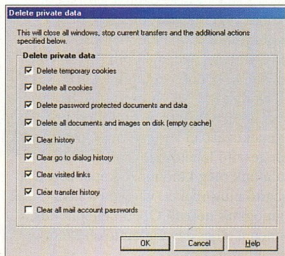 Delete private data
This will close all windows, stop current transfers and the additional actions
specified below.
Delete private data
Delete temporary cookies
Delete all cookies
Delete password protected documents and data
Delete all documents and images on disk (empty cache)
Clear history
Clear go to dialog history
Clear visited links
Clear transfer history
Clear all mail account passwords
OK
Cancel
Help